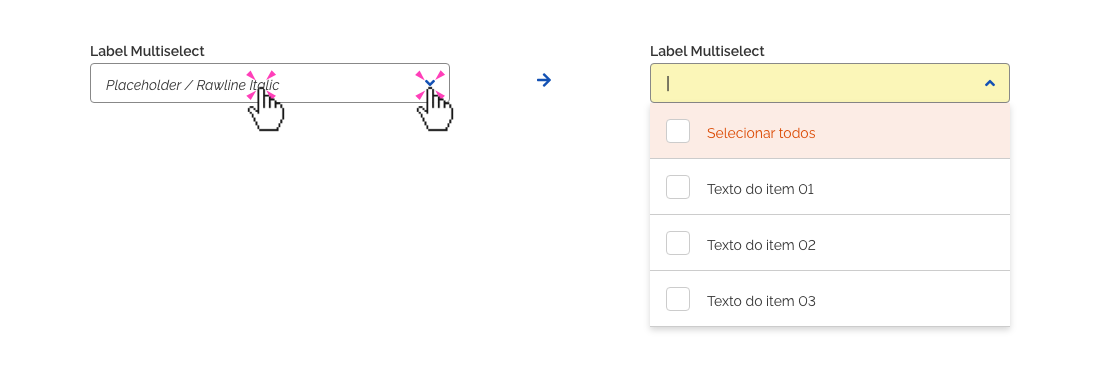 Label Multiselect
Placeholder / Rawline Italic
Label Multiselect
Selecionar todos
Texto do item 01
Texto do item 02
Texto do item 03